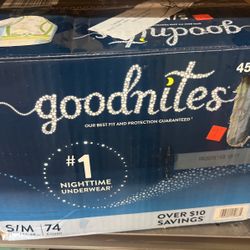 goodnites
goodnites
45
OUR BEST FIT AND PROTECTION GUARANTEED
#1
NIGHTTIME
UNDERWEAR
S/M 74
OVER $10
SAVINGS